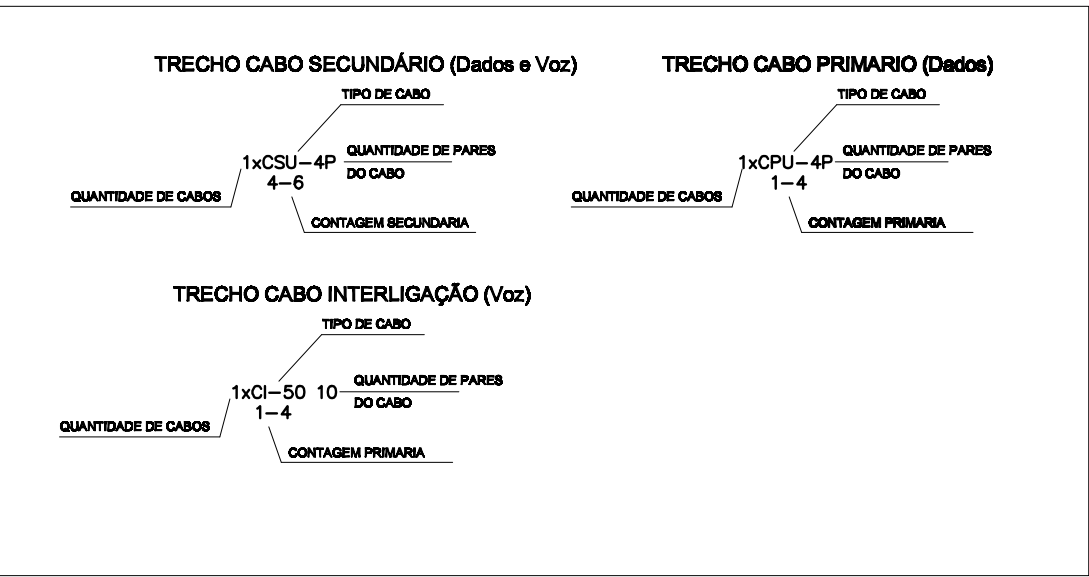 TRECHO CABO SECUNDÁRIO (Dados e Voz)
TIPO DE CABO
1xCSU-4P
QUANTIDADE DE PARES
DO CABO
4-6
QUANTIDADE DE CABOS
CONTAGEM SECUNDARIA
TRECHO CABO PRIMARIO (Dados)
TIPO DE CABO
1xCPU-4P
QUANTIDADE DE PARES
DO CABO
1-4
QUANTIDADE DE CABOS
CONTAGEM PRIMARIA
TRECHO CABO INTERLIGAÇÃO (Voz)
TIPO DE CABO
1xCI-50 10
QUANTIDADE DE PARES
DO CABO
1-4
QUANTIDADE DE CABOS
CONTAGEM PRIMARIA